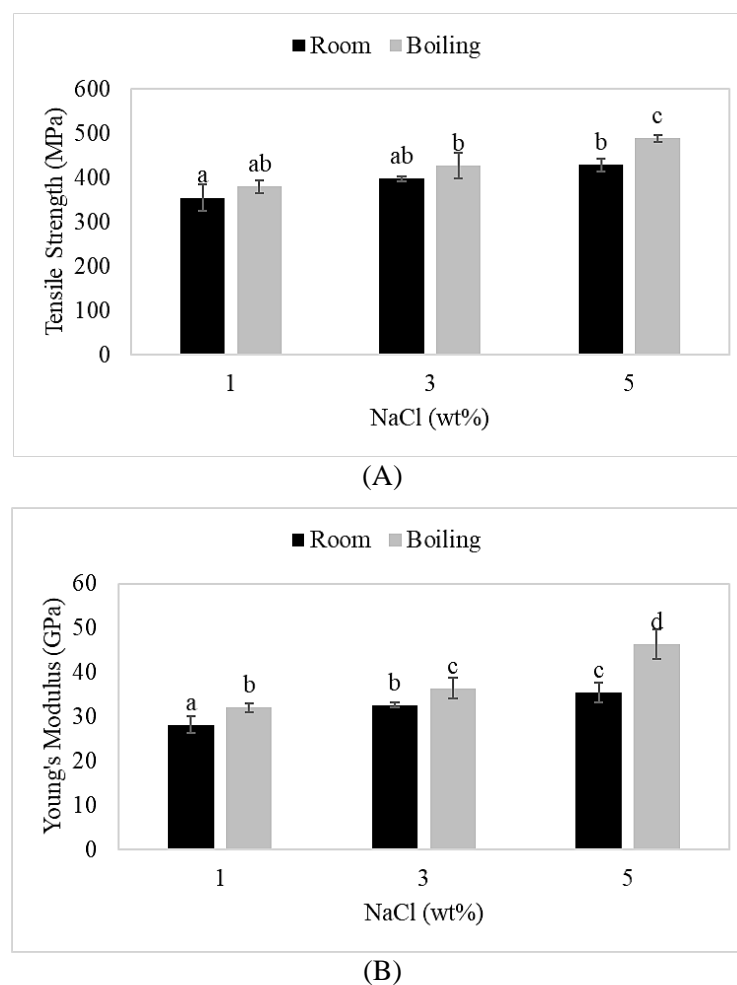 Room Boiling
600
500
400
300
200
100
0
Tensile Strength (MPa)
a ab ab b b c
1 3 5
NaCl (wt%)
(A)
Room Boiling
60
50
40
30
20
10
0
Young's Modulus (GPa)
a b b c c d
1 3 5
NaCl (wt%)
(B)